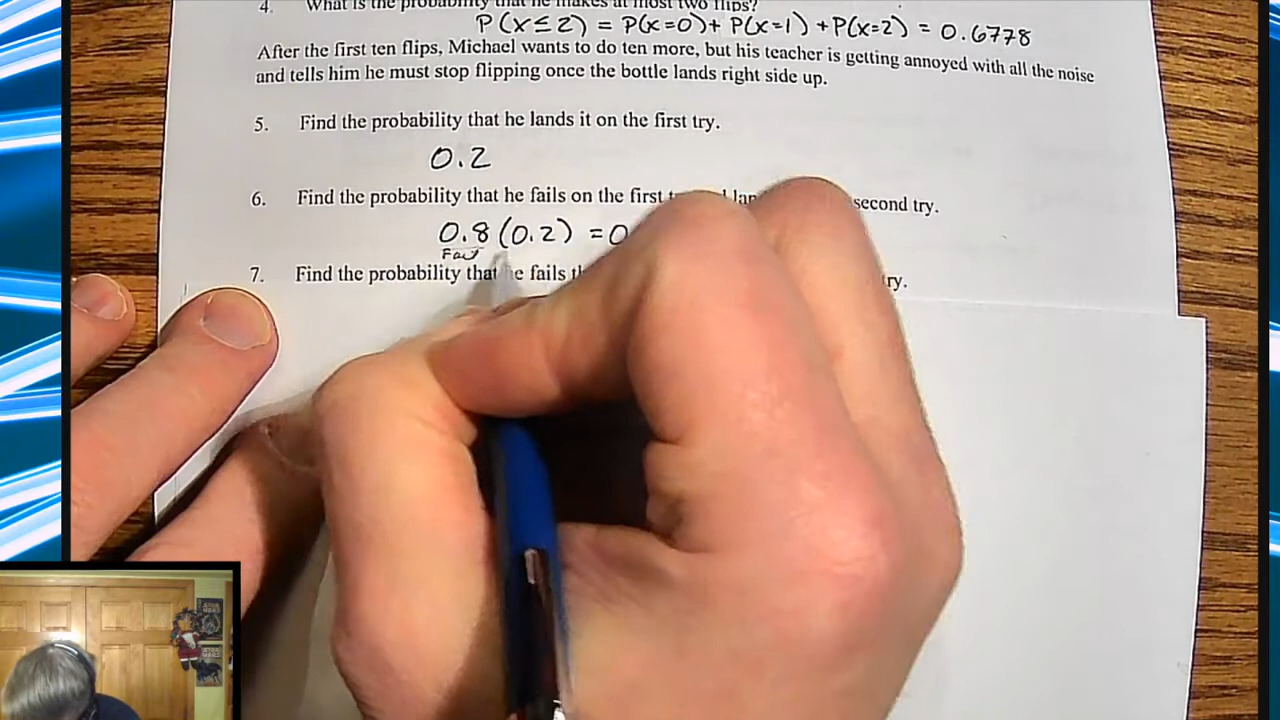 4. What is the probability that he makes at most two flips?
P(X≤2) = P(X=0) + P(X=1) + P(X=2) = 0.6778
After the first ten flips, Michael wants to do ten more, but his teacher is getting annoyed with all the noise
and tells him he must stop flipping once the bottle lands right side up.
5. Find the probability that he lands it on the first try.
0.2
6. Find the probability that he fails on the first second try.
0.8(0.2) = 0
7. Find the probability that he fails